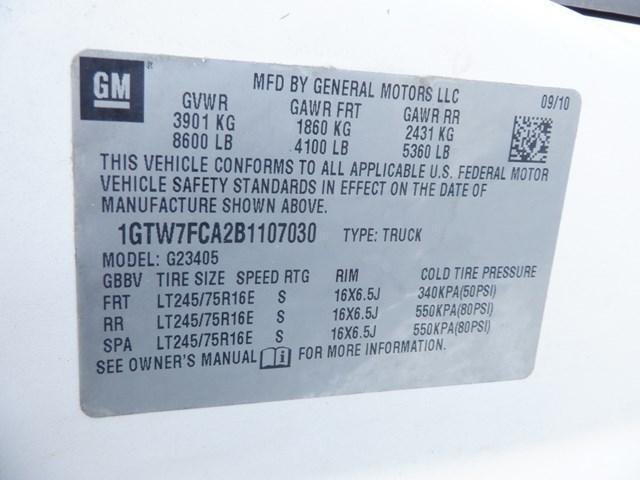 GM
MFD BY GENERAL MOTORS LLC 09/10
GVWR GAWR FRT GAWR RR
3901 KG 1860 KG 2431 KG
8600 LB 4100 LB 5360 LB
THIS VEHICLE CONFORMS TO ALL APPLICABLE U.S. FEDERAL MOTOR
VEHICLE SAFETY STANDARDS IN EFFECT ON THE DATE OF
MANUFACTURE SHOWN ABOVE.
1GTW7FCA2B1107030 TYPE: TRUCK
MODEL: G23405
GBBV TIRE SIZE SPEED RTG RIM COLD TIRE PRESSURE
FRT LT245/75R16E S 16X6.5J 340KPA(50PSI)
RR LT245/75R16E S 16X6.5J 550KPA(80PSI)
SPA LT245/75R16E S 16X6.5J 550KPA(80PSI)
SEE OWNER'S MANUAL i FOR MORE INFORMATION.